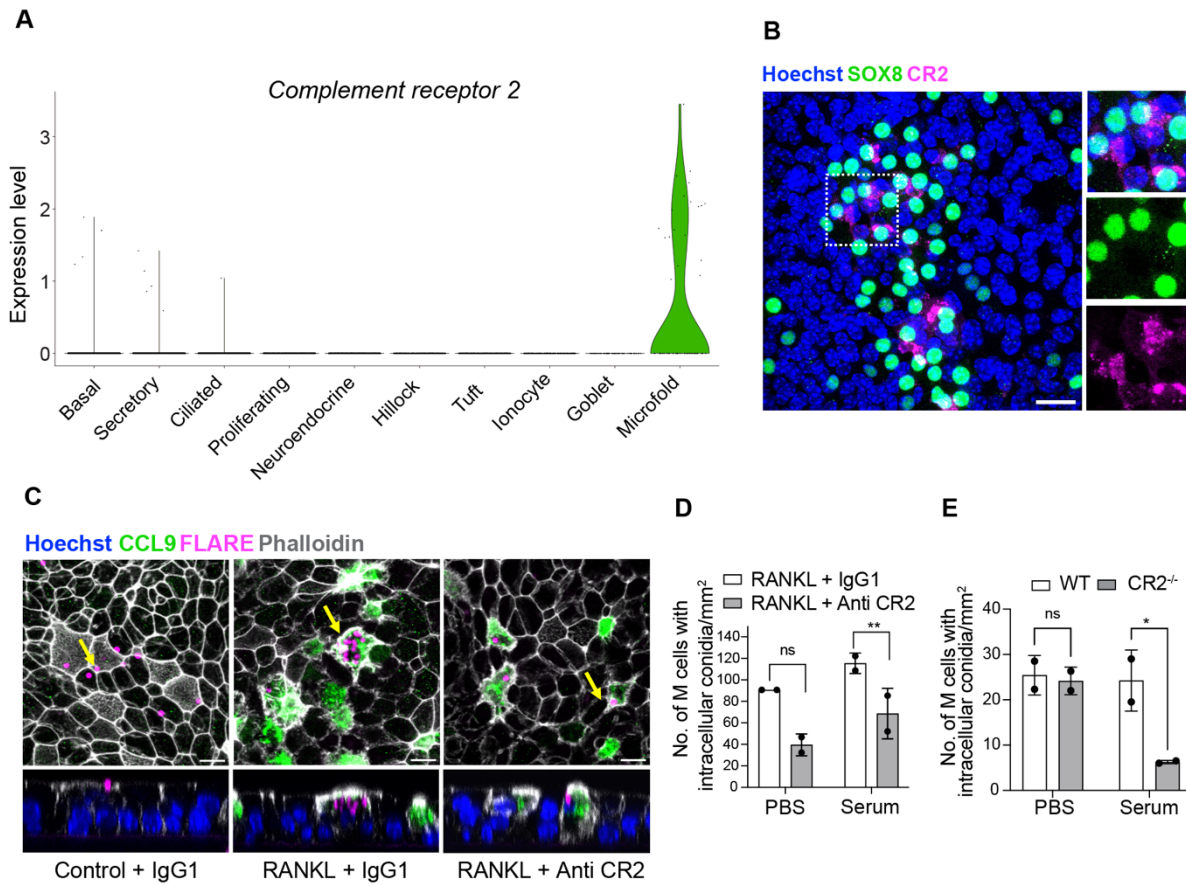 A
Complement receptor 2
Expression level
3
2
1
0
Basal
Secretory
Ciliated
Proliferating
Neuroendocrine
Hillock
Tuft
Ionocyte
Goblet
Microfold
B
Hoechst SOX8 CR2
C
Hoechst CCL9 FLARE Phalloidin
Control + IgG1
RANKL + IgG1
RANKL + Anti CR2
D
RANKL + IgG1
RANKL + Anti CR2
No. of M cells with
intracellular conidia/mm²
140
120
100
80
60
40
20
0
ns
**
PBS
Serum
E
WT
CR2-/-
No. of M cells with
intracellular conidia/mm²
40
30
20
10
0
ns
*
PBS
Serum